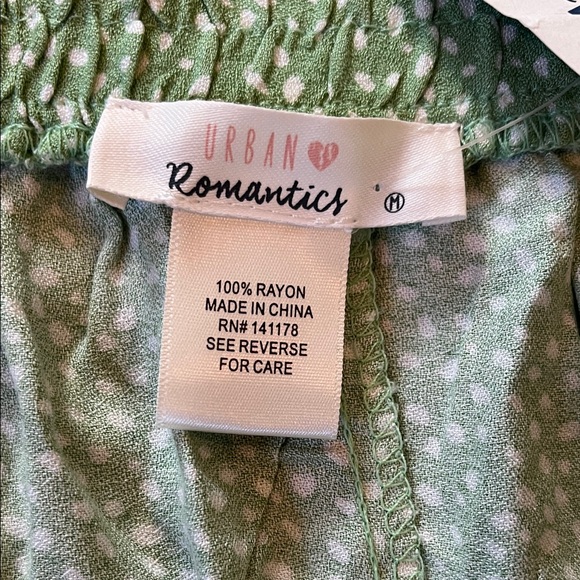 URBAN
Romantics
M
100% RAYON
MADE IN CHINA
RN# 141178
SEE REVERSE
FOR CARE